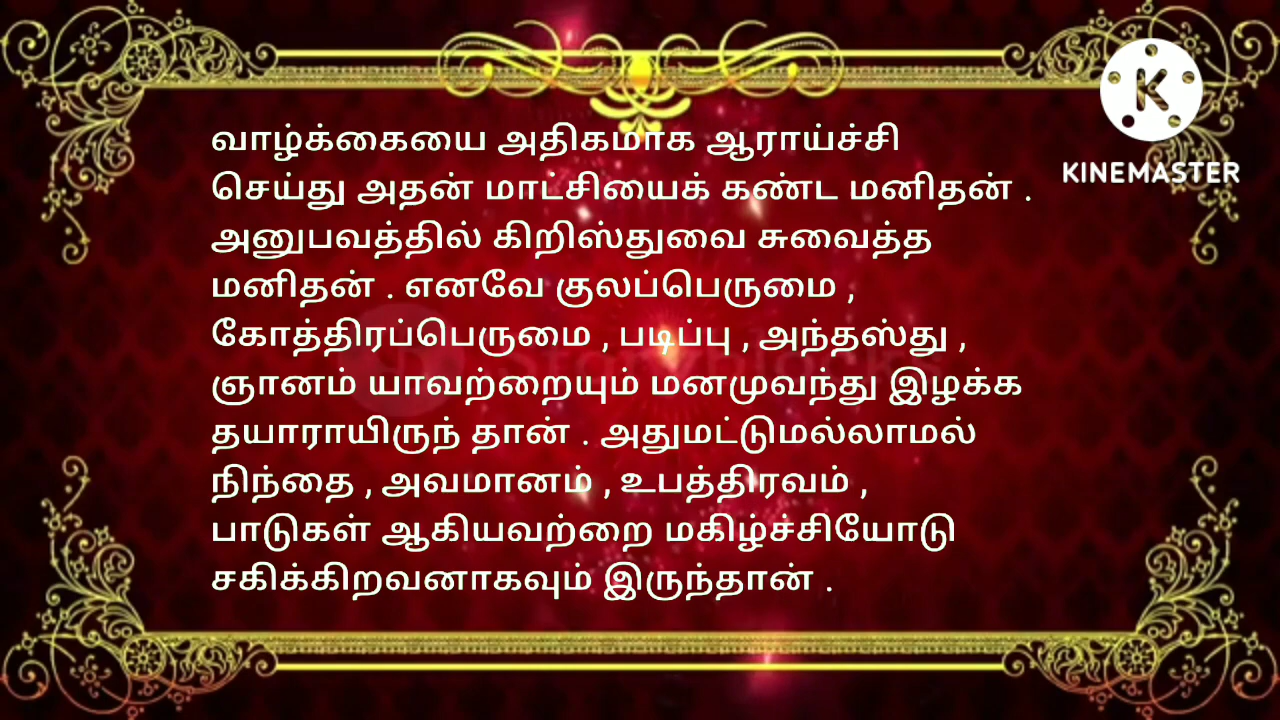 வாழ்க்கையை அதிகமாக ஆராய்ச்சி
செய்து அதன் மாட்சியைக் கண்ட மனிதன் .
அனுபவத்தில் கிறிஸ்துவை சுவைத்த
மனிதன் . எனவே குலப்பெருமை ,
கோத்திரப்பெருமை , படிப்பு , அந்தஸ்து ,
ஞானம் யாவற்றையும் மனமுவந்து இழக்க
தயாராயிருந் தான் . அதுமட்டுமல்லாமல்
நிந்தை , அவமானம் , உபத்திரவம் ,
பாடுகள் ஆகியவற்றை மகிழ்ச்சியோடு
சகிக்கிறவனாகவும் இருந்தான் .
K
KINEMASTER